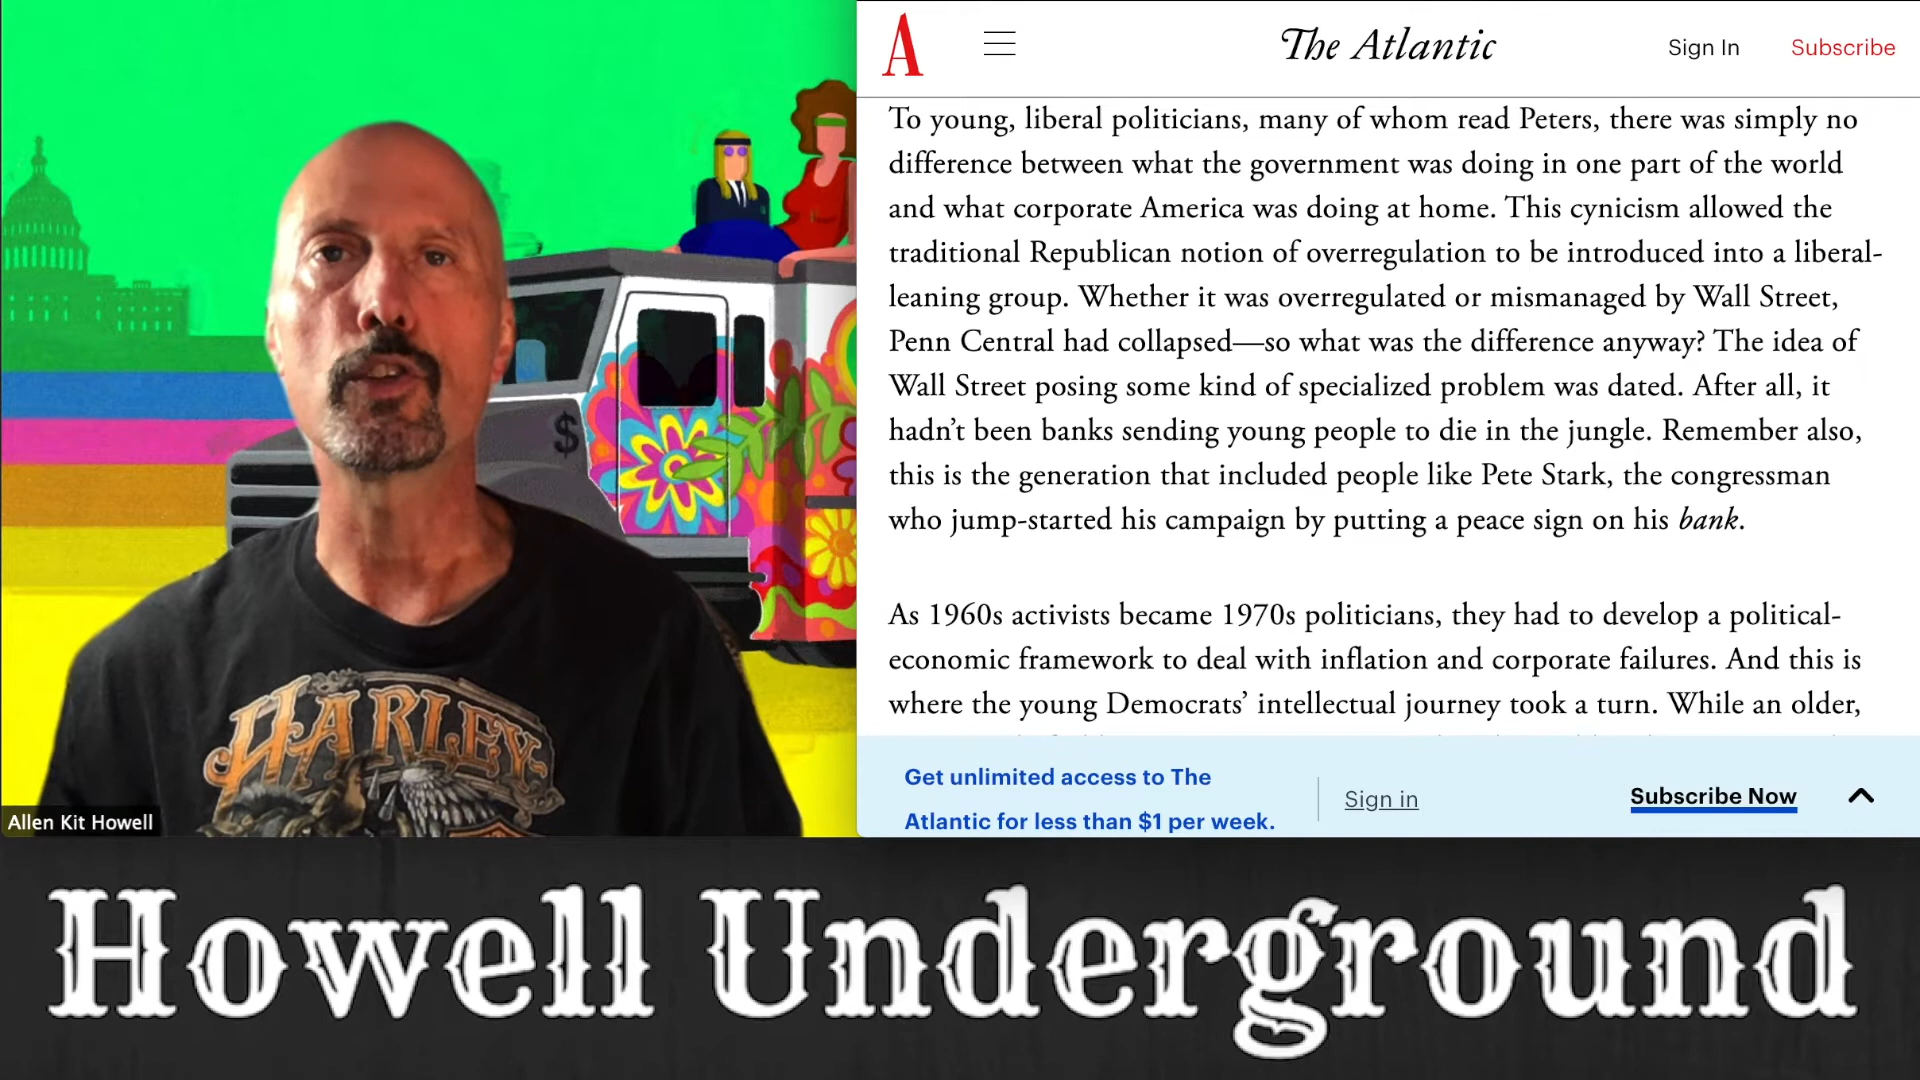 The Atlantic
Sign In
Subscribe
To young, liberal politicians, many of whom read Peters, there was simply no
difference between what the government was doing in one part of the world
and what corporate America was doing at home. This cynicism allowed the
traditional Republican notion of overregulation to be introduced into a liberal-
leaning group. Whether it was overregulated or mismanaged by Wall Street,
Penn Central had collapsed—so what was the difference anyway? The idea of
Wall Street posing some kind of specialized problem was dated. After all, it
hadn’t been banks sending young people to die in the jungle. Remember also,
this is the generation that included people like Pete Stark, the congressman
who jump-started his campaign by putting a peace sign on his bank.
As 1960s activists became 1970s politicians, they had to develop a political-
economic framework to deal with inflation and corporate failures. And this is
where the young Democrats’ intellectual journey took a turn. While an older,
Get unlimited access to The
Atlantic for less than $1 per week.
Sign in
Subscribe Now
A
$
HARLEY-
Allen Kit Howell
Howell Underground